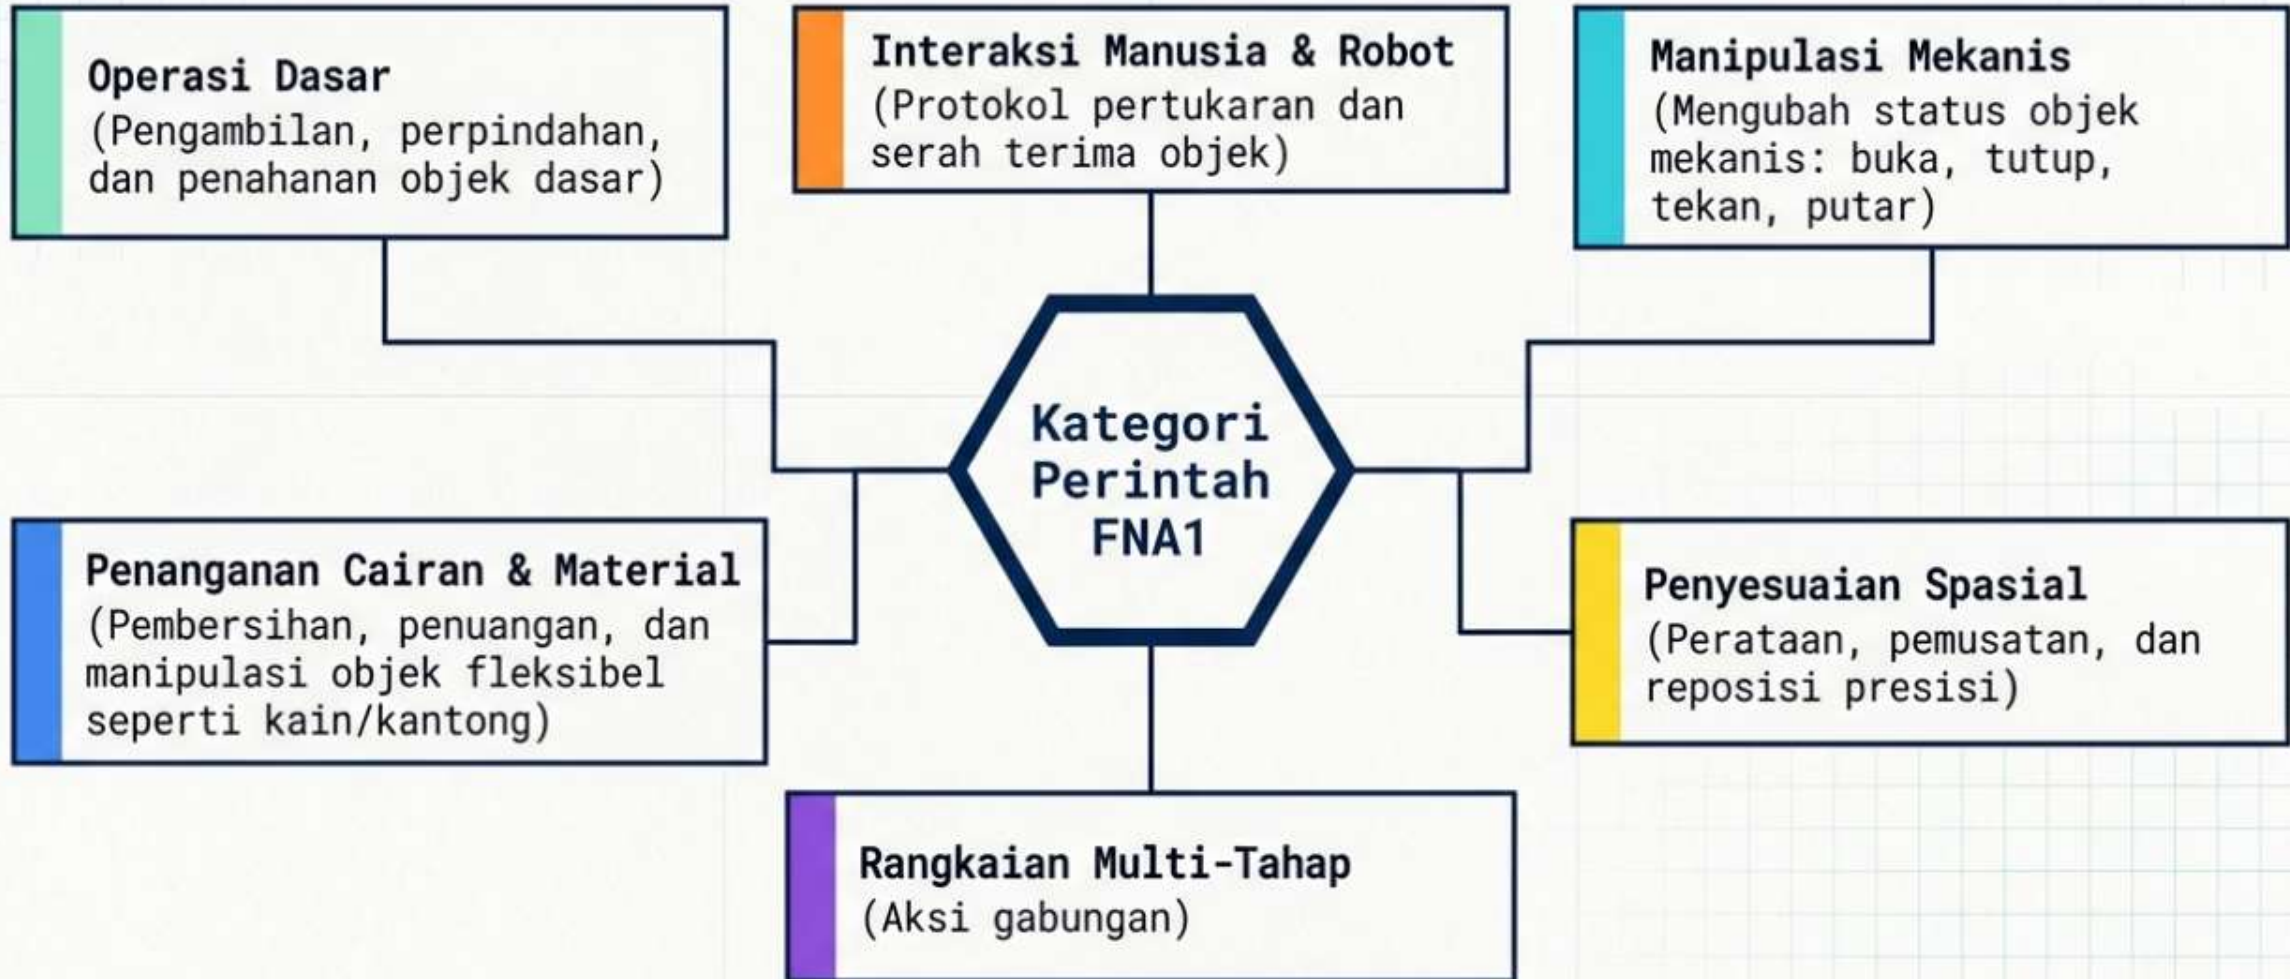 Operasi Dasar
(Pengambilan, perpindahan,
dan penahanan objek dasar)
Interaksi Manusia & Robot
(Protokol pertukaran dan
serah terima objek)
Manipulasi Mekanis
(Mengubah status objek
mekanis: buka, tutup,
tekan, putar)
Kategori
Perintah
FNA1
Penanganan Cairan & Material
(Pembersihan, penuangan, dan
manipulasi objek fleksibel
seperti kain/kantong)
Penyesuaian Spasial
(Perataan, pemusatan, dan
reposisi presisi)
Rangkaian Multi-Tahap
(Aksi gabungan)